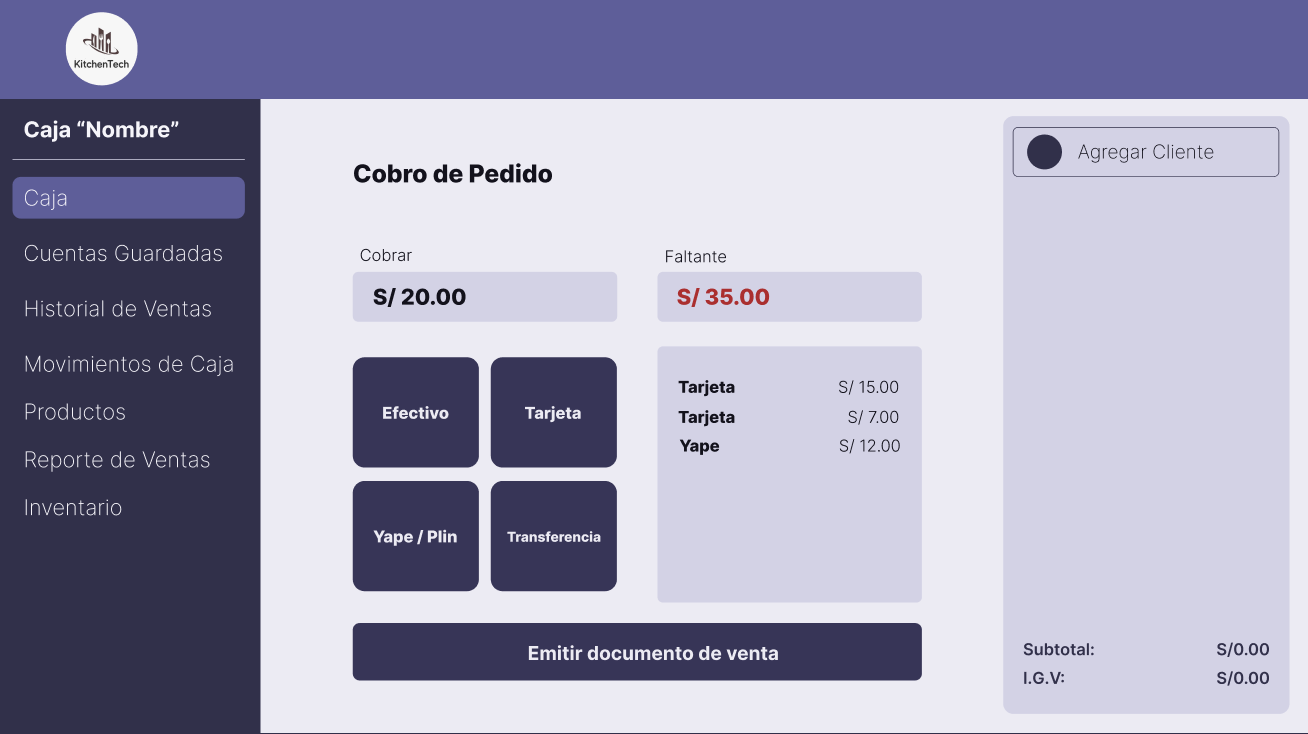 KitchenTech
Caja “Nombre”
Caja
Cuentas Guardadas
Historial de Ventas
Movimientos de Caja
Productos
Reporte de Ventas
Inventario
Cobro de Pedido
Cobrar
S/ 20.00
Faltante
S/ 35.00
Efectivo
Tarjeta
Yape / Plin
Transferencia
Tarjeta S/ 15.00
Tarjeta S/ 7.00
Yape S/ 12.00
Emitir documento de venta
Agregar Cliente
Subtotal: S/0.00
I.G.V: S/0.00